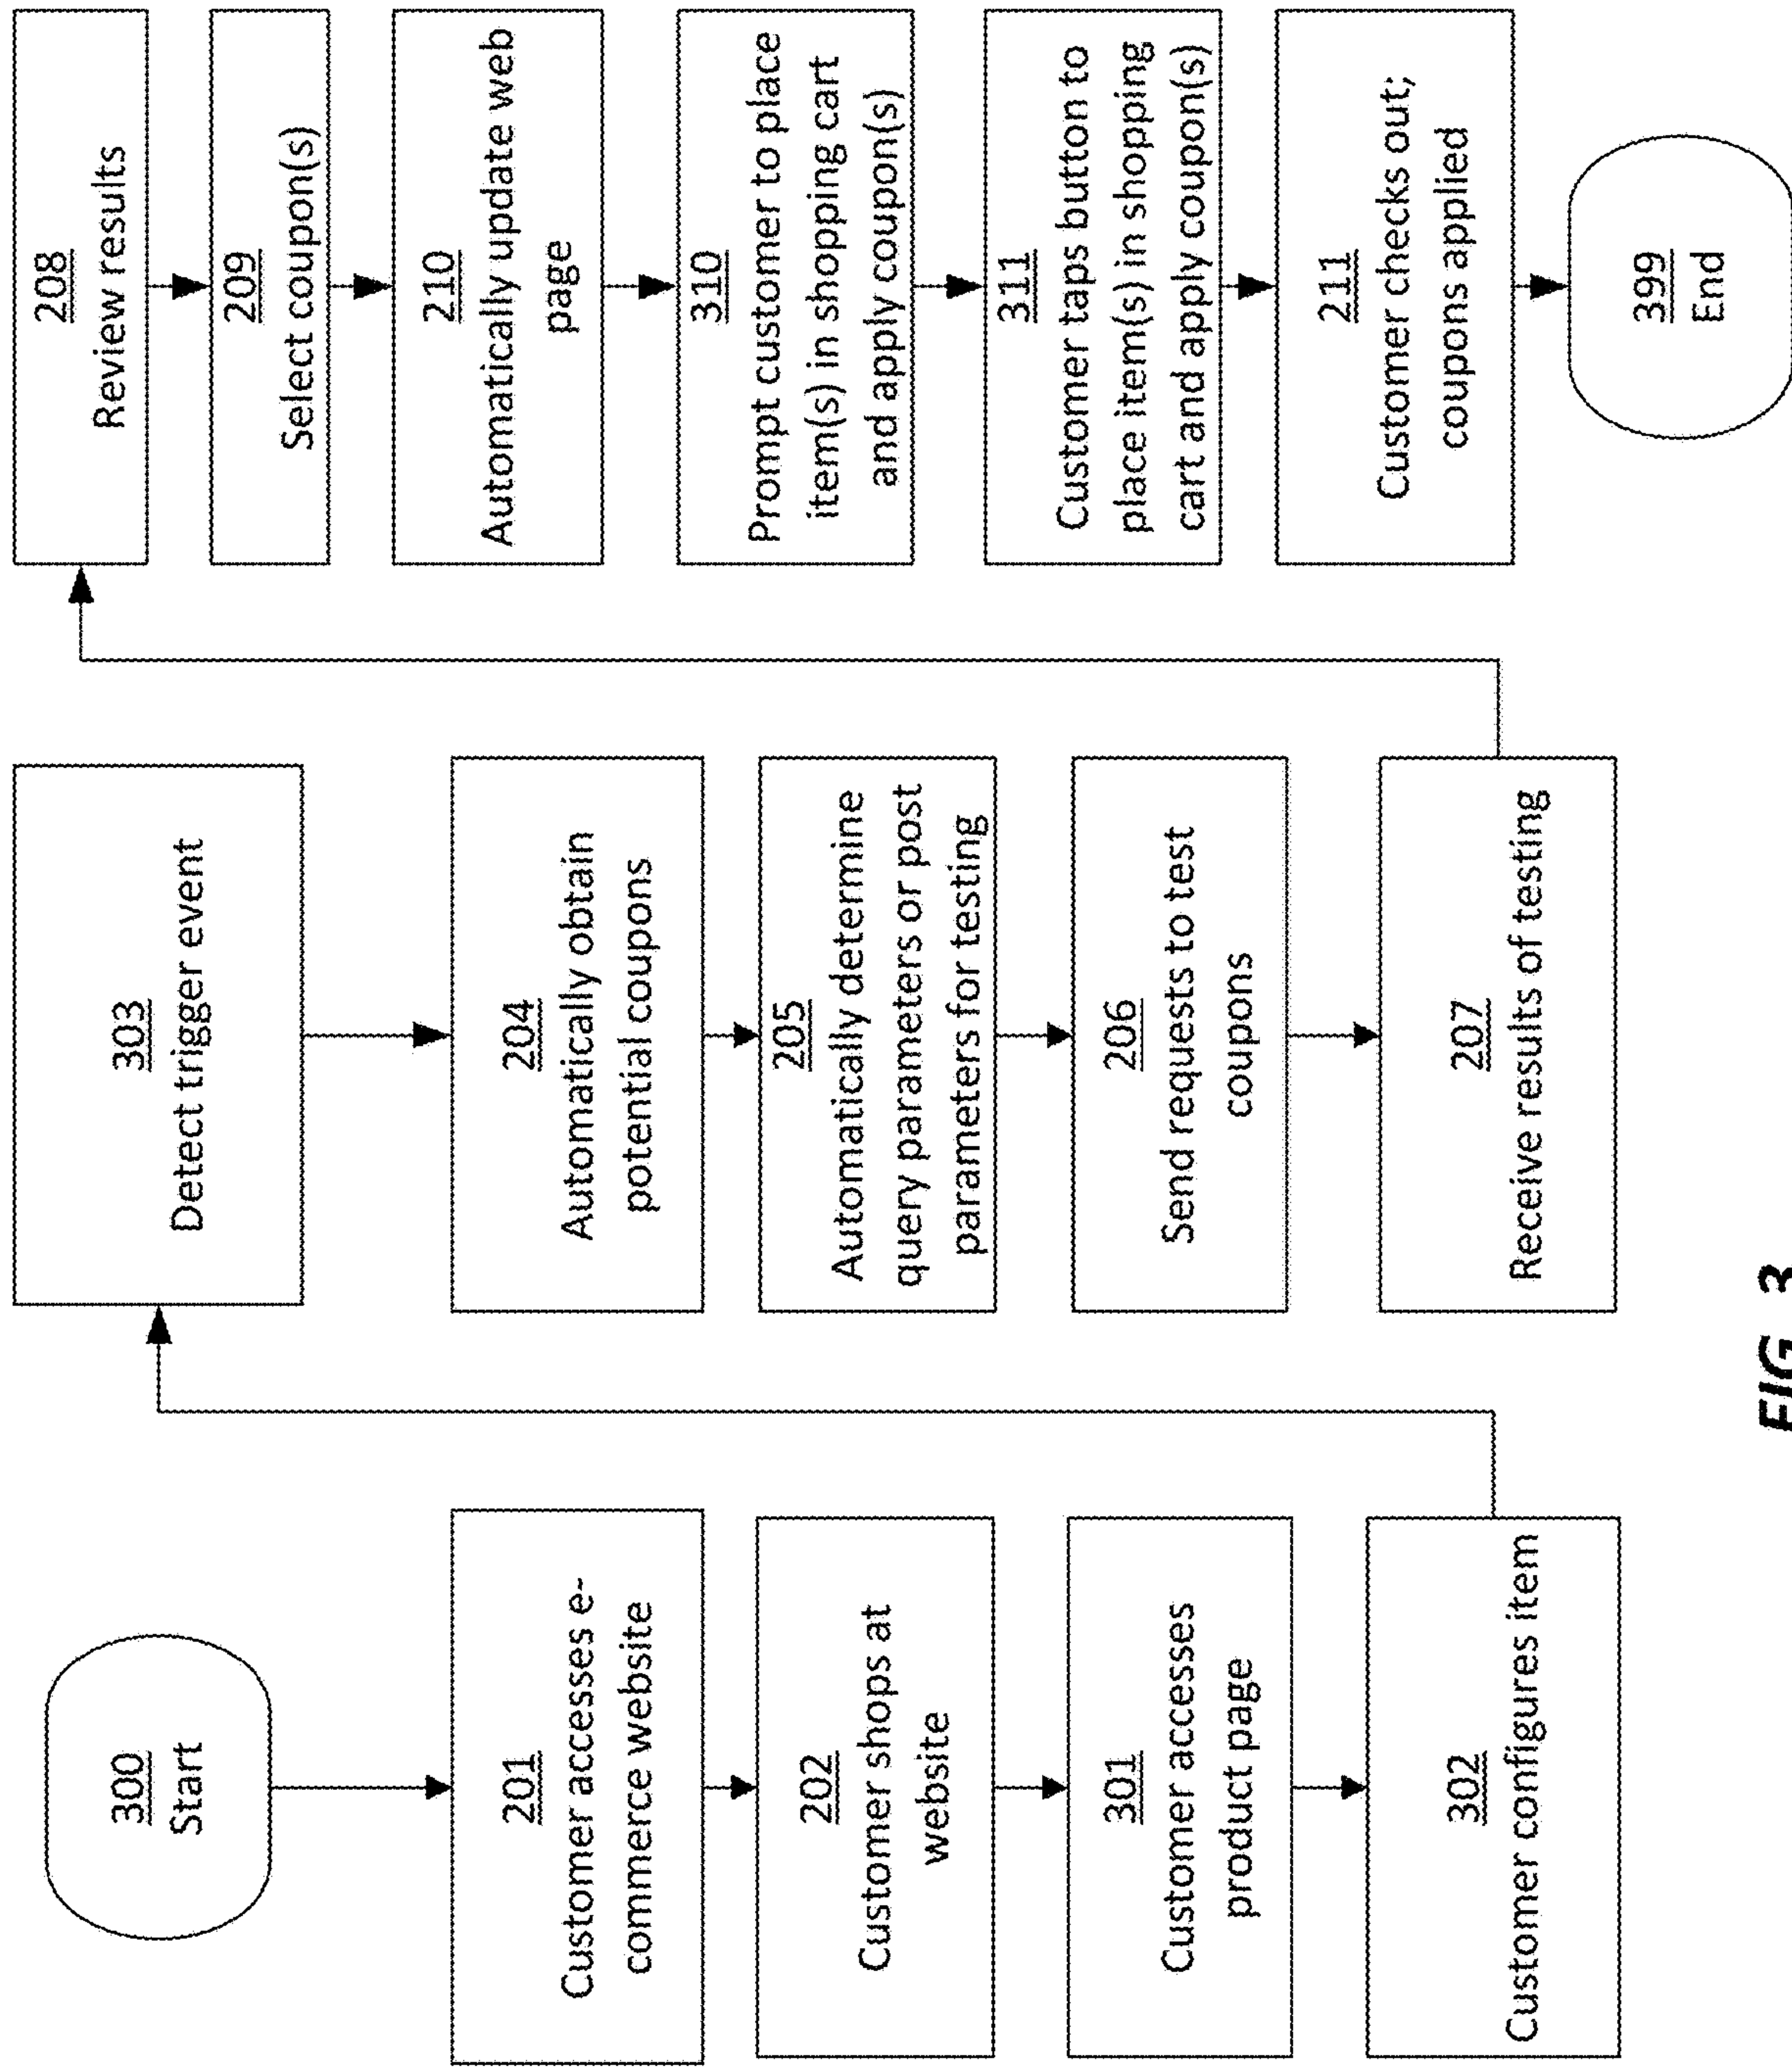 300
Start
201
Customer accesses e-
commerce website
202
Customer shops at
website
301
Customer accesses
product page
302
Customer configures item
303
Detect trigger event
204
Automatically obtain
potential coupons
205
Automatically determine
query parameters or post
parameters for testing
206
Send requests to test
coupons
207
Receive results of testing
208
Review results
209
Select coupon(s)
210
Automatically update web
page
310
Prompt customer to place
item(s) in shopping cart
and apply coupon(s)
311
Customer taps button to
place item(s) in shopping
cart and apply coupon(s)
211
Customer checks out;
coupons applied
399
End
FIG. 3